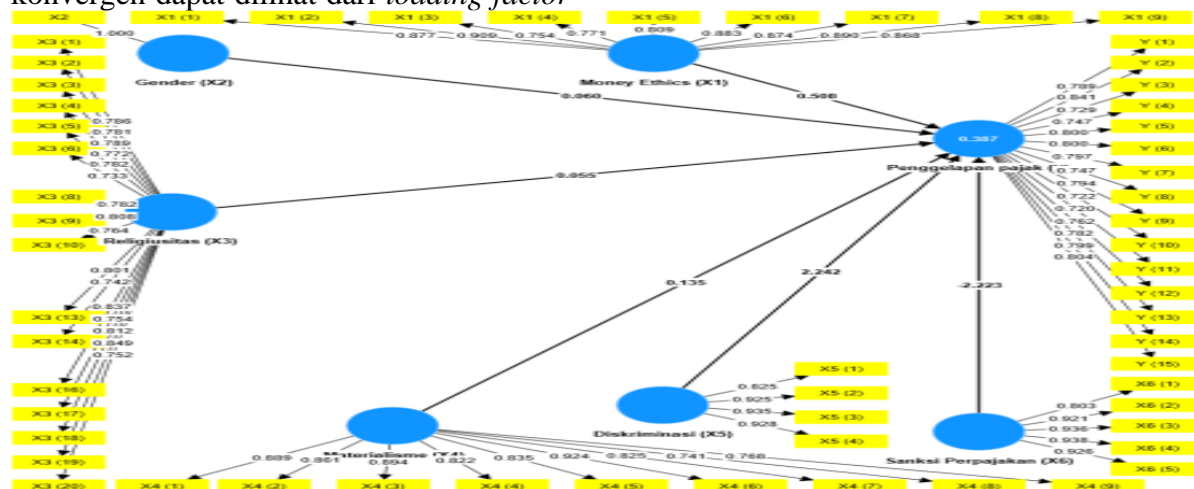 konvergen dapat dilihat dari loading factor
X2 X1 (1) X1 (2) X1 (3) X1 (4) X1 (5) X1 (6) X1 (7) X1 (8) X1 (9)
1.000 0.877 0.909 0.754 0.771 0.809 0.883 0.874 0.890 0.868
Gender (X2)
Money Ethics (X1)
0.060
0.508
X3 (1)
X3 (2)
X3 (3)
X3 (4)
X3 (5)
X3 (6)
X3 (8)
X3 (9)
X3 (10)
X3 (13)
X3 (14)
X3 (16)
X3 (17)
X3 (18)
X3 (19)
X3 (20)
0.786
0.781
0.789
0.772
0.782
0.733
0.782
0.806
0.764
0.801
0.742
0.837
0.754
0.812
0.849
0.752
Religiusitas (X3)
0.055
0.387
Penggelapan pajak
0.789
0.841
0.729
0.747
0.800
0.800
0.797
0.747
0.794
0.722
0.720
0.762
0.782
0.799
0.804
Y (1)
Y (2)
Y (3)
Y (4)
Y (5)
Y (6)
Y (7)
Y (8)
Y (9)
Y (10)
Y (11)
Y (12)
Y (13)
Y (14)
Y (15)
0.135
2.242
-2.223
Diskriminasi (X5)
0.825
0.925
0.935
0.928
X5 (1)
X5 (2)
X5 (3)
X5 (4)
Sanksi Perpajakan (X6)
0.803
0.921
0.936
0.938
0.926
X6 (1)
X6 (2)
X6 (3)
X6 (4)
X6 (5)
Materialisme
0.889 0.861 0.894 0.822 0.835 0.924 0.825 0.741 0.768
X4 (1) X4 (2) X4 (3) X4 (4) X4 (5) X4 (6) X4 (7) X4 (8) X4 (9)